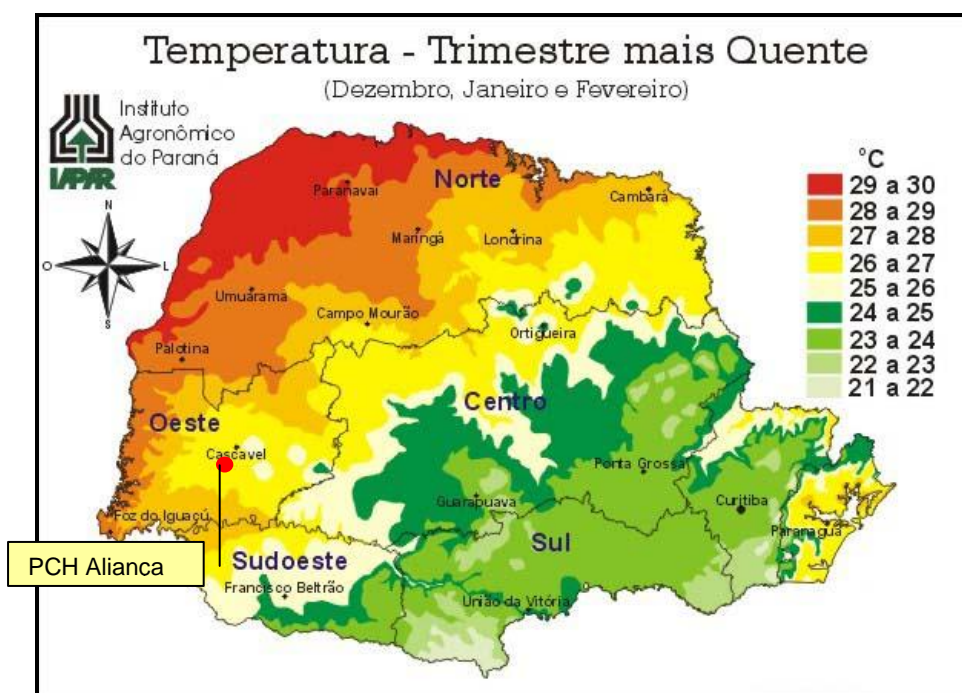 Temperatura - Trimestre mais Quente
(Dezembro, Janeiro e Fevereiro)
Instituto
Agronômico
do Paraná
IAPAR
N
O
L
S
°C
29 a 30
28 a 29
27 a 28
26 a 27
25 a 26
24 a 25
23 a 24
22 a 23
21 a 22
Norte
Paranavaí
Cambará
Maringá
Londrina
Umuarama
Campo Mourão
Ortigueira
Palotina
Centro
Oeste
Cascavel
Ponta Grossa
Guarapuava
Curitiba
Foz do Iguaçú
Paranaguá
Sul
Sudoeste
PCH Alianca
Francisco Beltrão
União da Vitória